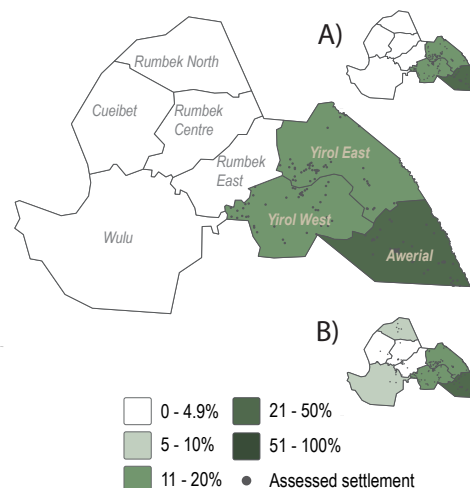 A)
Rumbek North
Cueibet
Rumbek
Centre
Rumbek
East
Yirol East
Yirol West
Wulu
Awerial
B)
0 - 4.9%
21 - 50%
5 - 10%
51 - 100%
11 - 20%
Assessed settlement